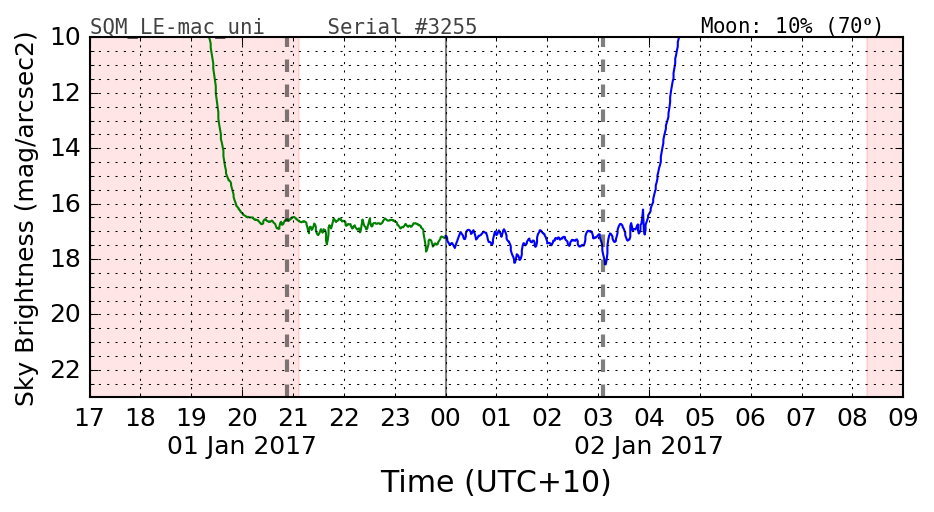 SQM_LE-mac_uni Serial #3255 Moon: 10% (70°)
Sky Brightness (mag/arcsec2)
10
12
14
16
18
20
22
17 18 19 20 21 22 23 00 01 02 03 04 05 06 07 08 09
01 Jan 2017 02 Jan 2017
Time (UTC+10)